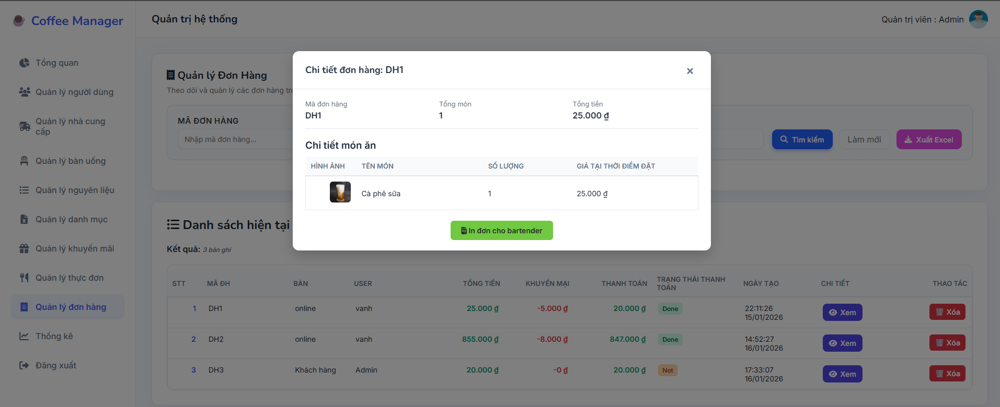 Coffee Manager
Quản trị hệ thống
Quản trị viên : Admin
Tổng quan
Quản lý người dùng
Quản lý nhà cung
cấp
Quản lý bàn uống
Quản lý nguyên liệu
Quản lý danh mục
Quản lý khuyến mãi
Quản lý thực đơn
Quản lý đơn hàng
Thống kê
Đăng xuất
Quản lý Đơn Hàng
Theo dõi và quản lý các đơn hàng
MÃ ĐƠN HÀNG
Nhập mã đơn hàng...
Tìm kiếm
Làm mới
Xuất Excel
Chi tiết đơn hàng: DH1
×
Mã đơn hàng Tổng món Tổng tiền
DH1 1 25.000 ₫
Chi tiết món ăn
HÌNH ẢNH TÊN MÓN SỐ LƯỢNG GIÁ TẠI THỜI ĐIỂM ĐẶT
Cà phê sữa 1 25.000 ₫
In đơn cho bartender
Danh sách hiện tại
Kết quả: 3 bản ghi
STT MÃ ĐH BÀN USER TỔNG TIỀN KHUYẾN MẠI THANH TOÁN TRẠNG THÁI THANH TOÁN NGÀY TẠO CHI TIẾT THAO TÁC
1 DH1 online vanh 25.000 ₫ -5.000 ₫ 20.000 ₫ Done 22:11:26 15/01/2026 Xem Xóa
2 DH2 online vanh 855.000 ₫ -8.000 ₫ 847.000 ₫ Done 14:52:27 16/01/2026 Xem Xóa
3 DH3 Khách hàng Admin 20.000 ₫ -0 ₫ 20.000 ₫ Not 17:33:07 16/01/2026 Xem Xóa